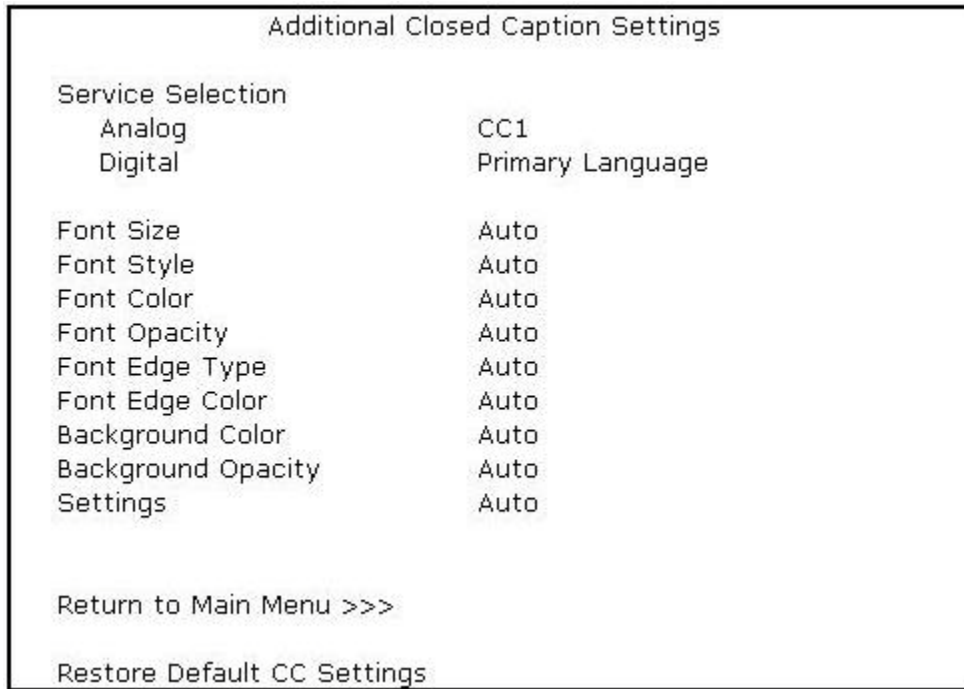 Additional Closed Caption Settings
Service Selection
Analog CC1
Digital Primary Language
Font Size Auto
Font Style Auto
Font Color Auto
Font Opacity Auto
Font Edge Type Auto
Font Edge Color Auto
Background Color Auto
Background Opacity Auto
Settings Auto
Return to Main Menu >>>
Restore Default CC Settings